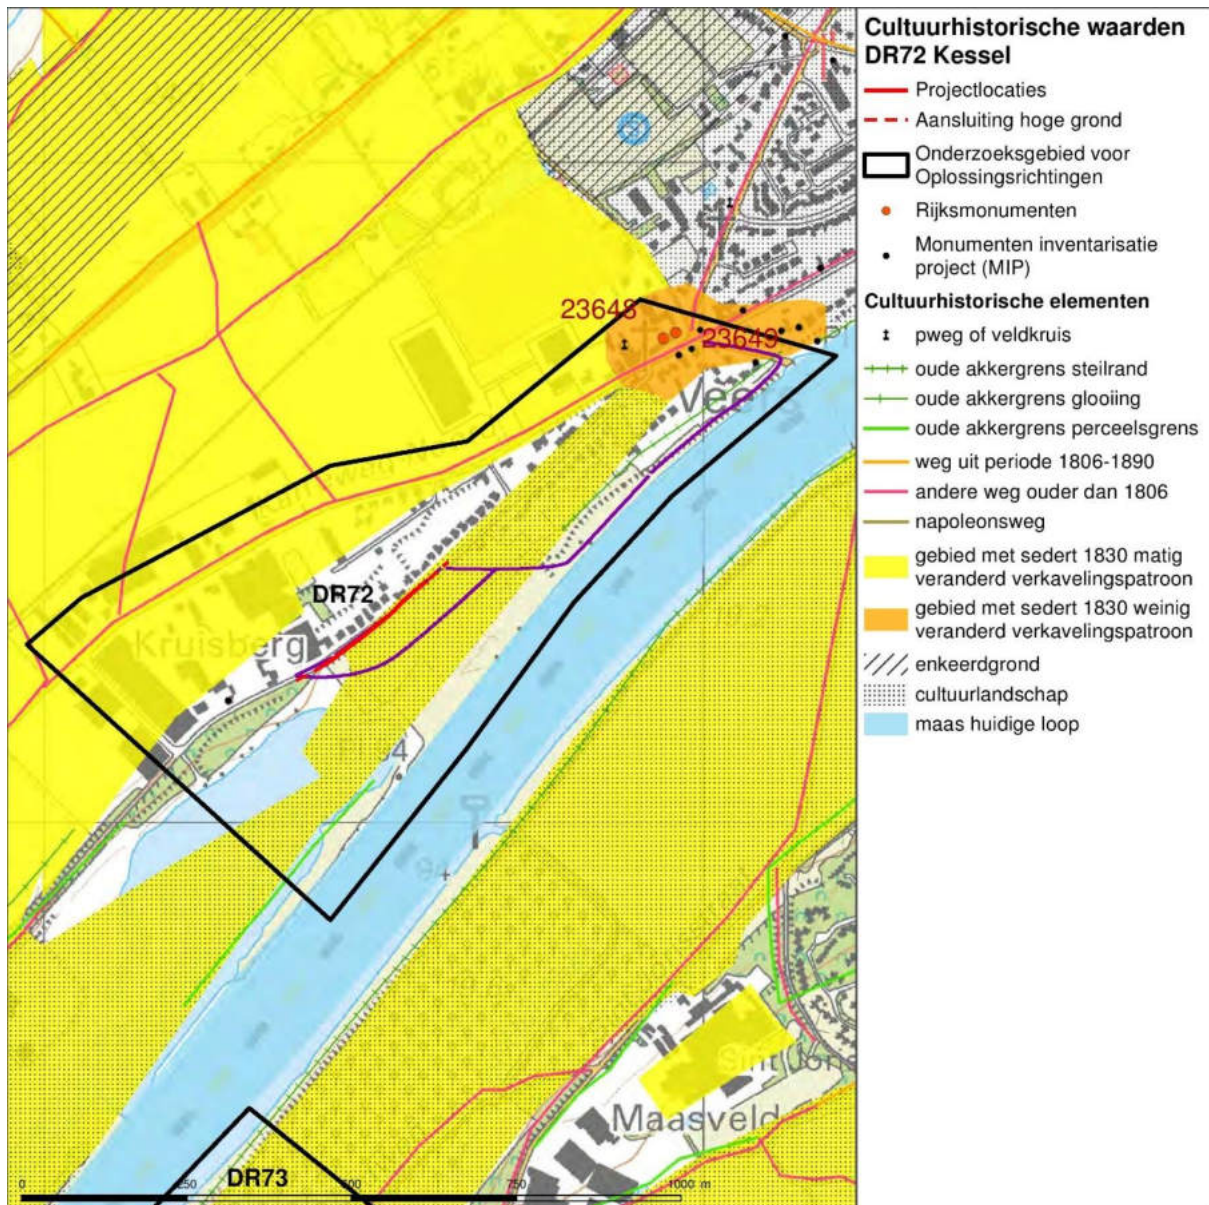 Cultuurhistorische waarden
DR72 Kessel
Projectlocaties
Aansluiting hoge grond
Onderzoeksgebied voor
Oplossingsrichtingen
Rijksmonumenten
Monumenten inventarisatie
project (MIP)
Cultuurhistorische elementen
pweg of veldkruis
oude akkergrens steilrand
oude akkergrens glooiing
oude akkergrens perceelsgrens
weg uit periode 1806-1890
andere weg ouder dan 1806
napoleonsweg
gebied met sedert 1830 matig
veranderd verkavelingspatroon
gebied met sedert 1830 weinig
veranderd verkavelingspatroon
enkeerdgrond
cultuurlandschap
maas huidige loop
23648
23649
DR72
Kruisberg
Maasveld
DR73
0
250
500
750
1000 m